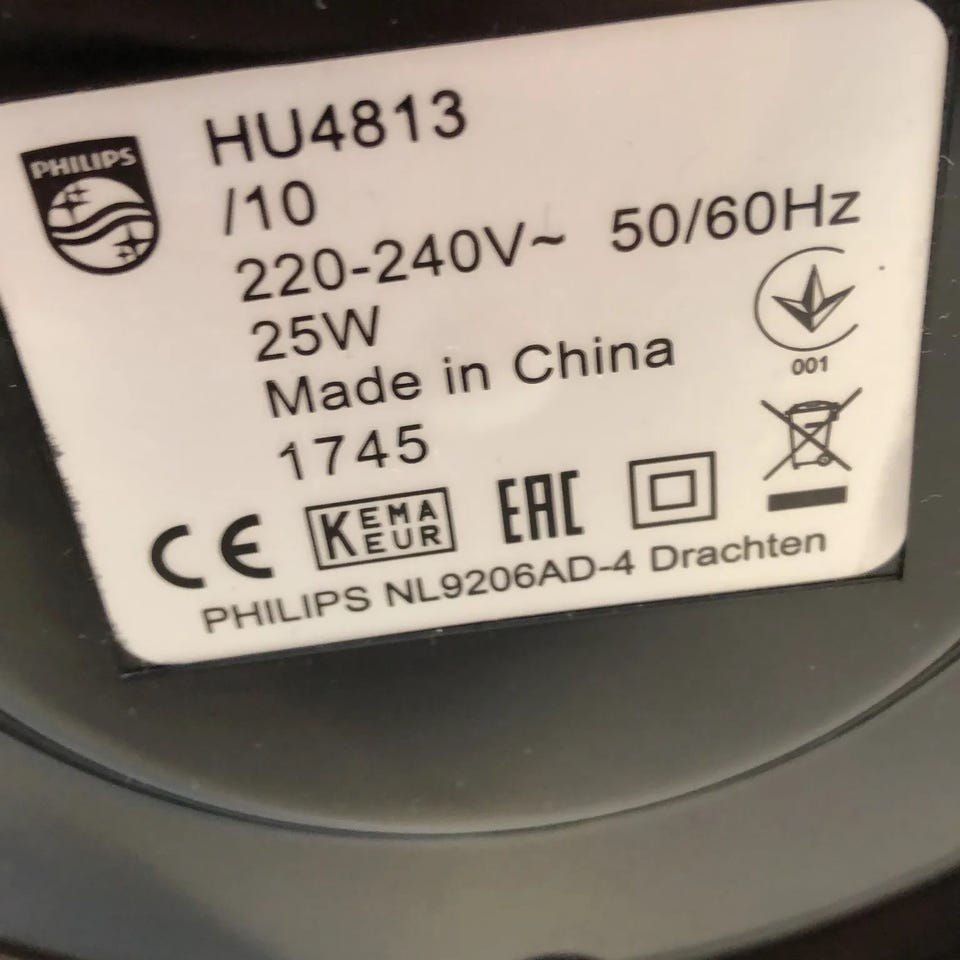 PHILIPS
HU4813
/10
220-240V~ 50/60Hz
25W
Made in China
1745
001
CE
KEMA
KEUR
EAC
PHILIPS NL9206AD-4 Drachten